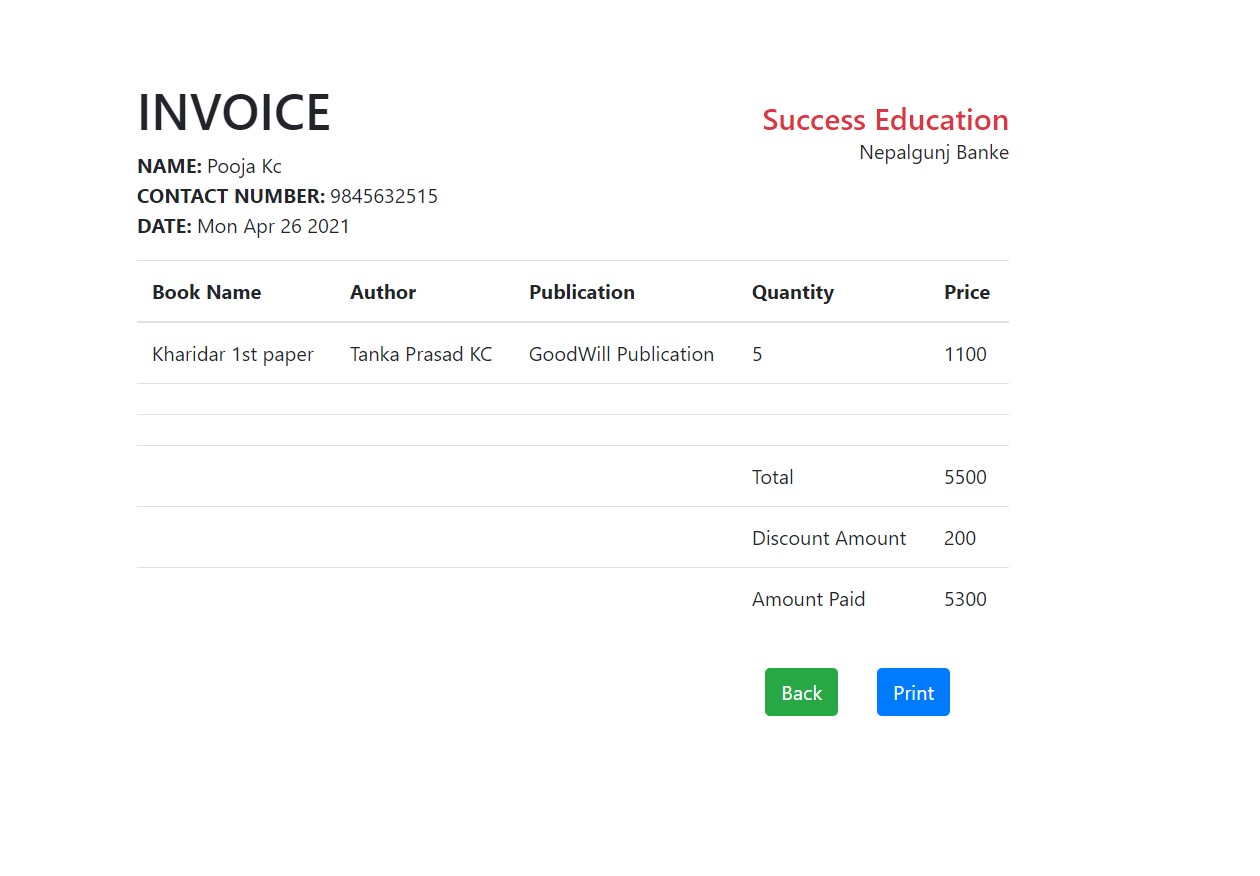 INVOICE
Success Education
Nepalgunj Banke
NAME: Pooja Kc
CONTACT NUMBER: 9845632515
DATE: Mon Apr 26 2021
Book Name Author Publication Quantity Price
Kharidar 1st paper Tanka Prasad KC GoodWill Publication 5 1100
Total 5500
Discount Amount 200
Amount Paid 5300
Back Print